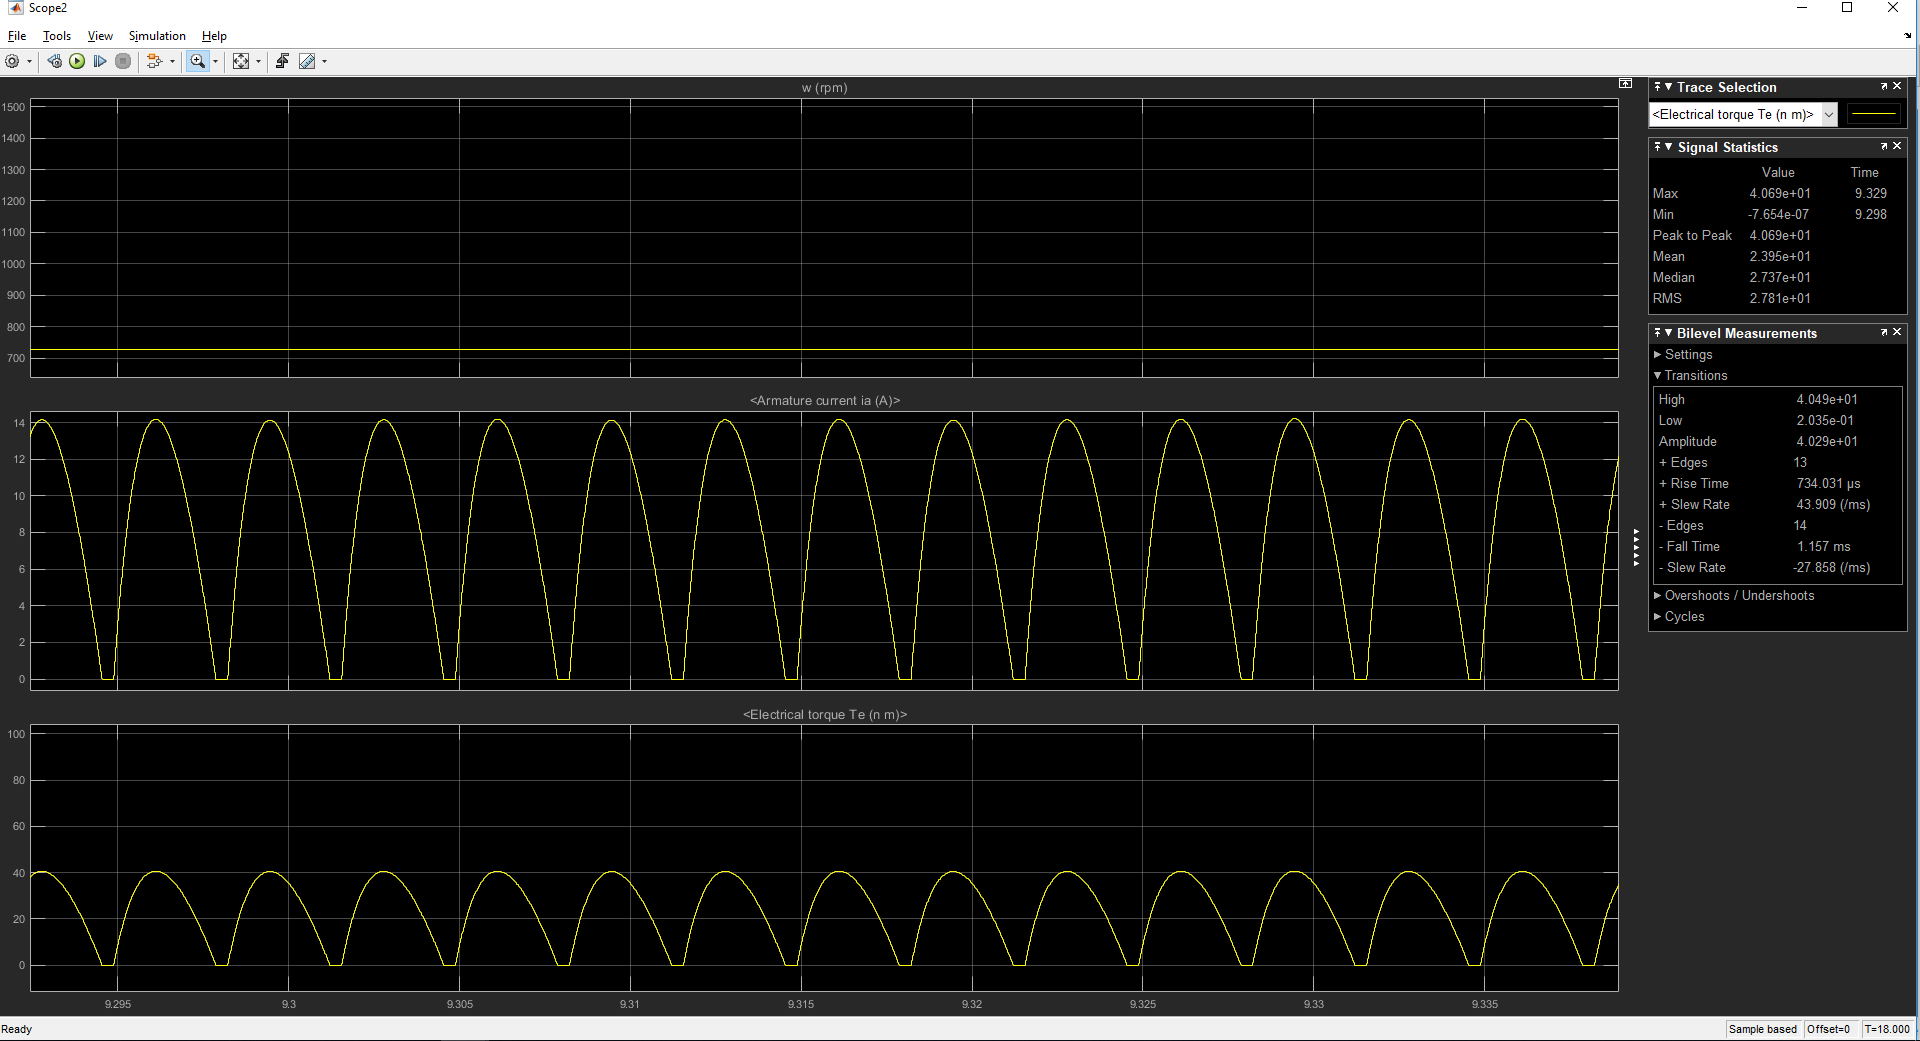 Scope2
File Tools View Simulation Help
w (rpm)
1500
1400
1300
1200
1100
1000
900
800
700
<Armature current ia (A)>
14
12
10
8
6
4
2
0
<Electrical torque Te (n m)>
100
80
60
40
20
0
9.295 9.3 9.305 9.31 9.315 9.32 9.325 9.33 9.335
Trace Selection
<Electrical torque Te (n m)>
Signal Statistics
Value Time
Max 4.069e+01 9.329
Min -7.654e-07 9.298
Peak to Peak 4.069e+01
Mean 2.395e+01
Median 2.737e+01
RMS 2.781e+01
Bilevel Measurements
Settings
Transitions
High 4.049e+01
Low 2.035e-01
Amplitude 4.029e+01
+ Edges 13
+ Rise Time 734.031 µs
+ Slew Rate 43.909 (/ms)
- Edges 14
- Fall Time 1.157 ms
- Slew Rate -27.858 (/ms)
Overshoots / Undershoots
Cycles
Ready
Sample based Offset=0 T=18.000